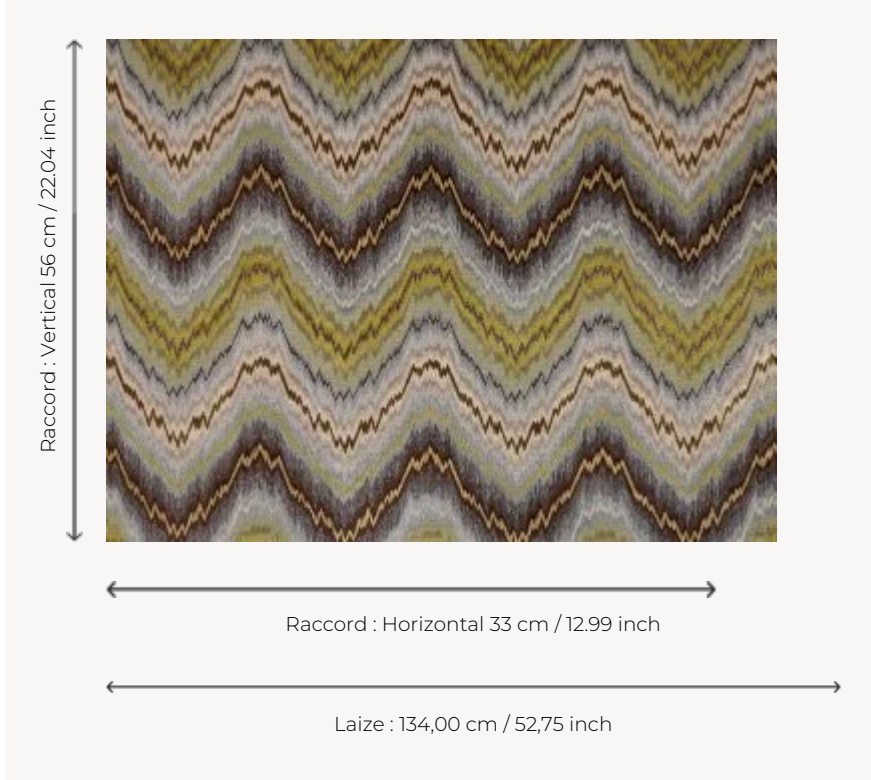 Raccord : Vertical 56 cm / 22.04 inch
Raccord : Horizontal 33 cm / 12.99 inch
Laize : 134,00 cm / 52,75 inch